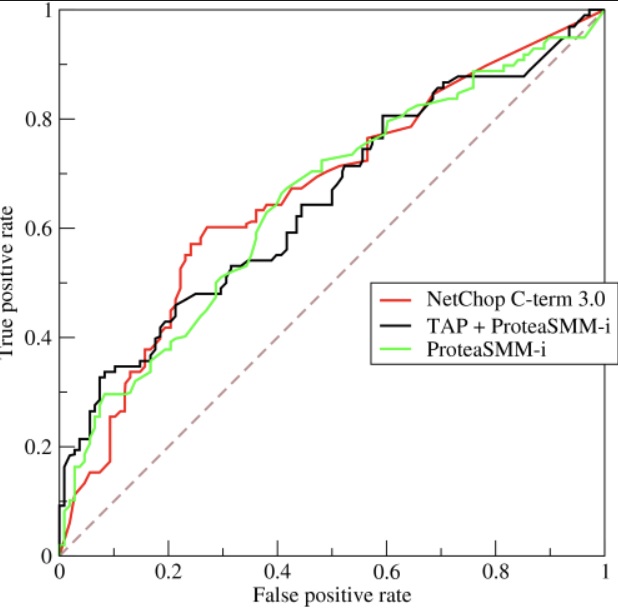 1
0.8
0.6
0.4
0.2
0
True positive rate
NetChop C-term 3.0
TAP + ProteaSMM-i
ProteaSMM-i
0 0.2 0.4 0.6 0.8 1
False positive rate